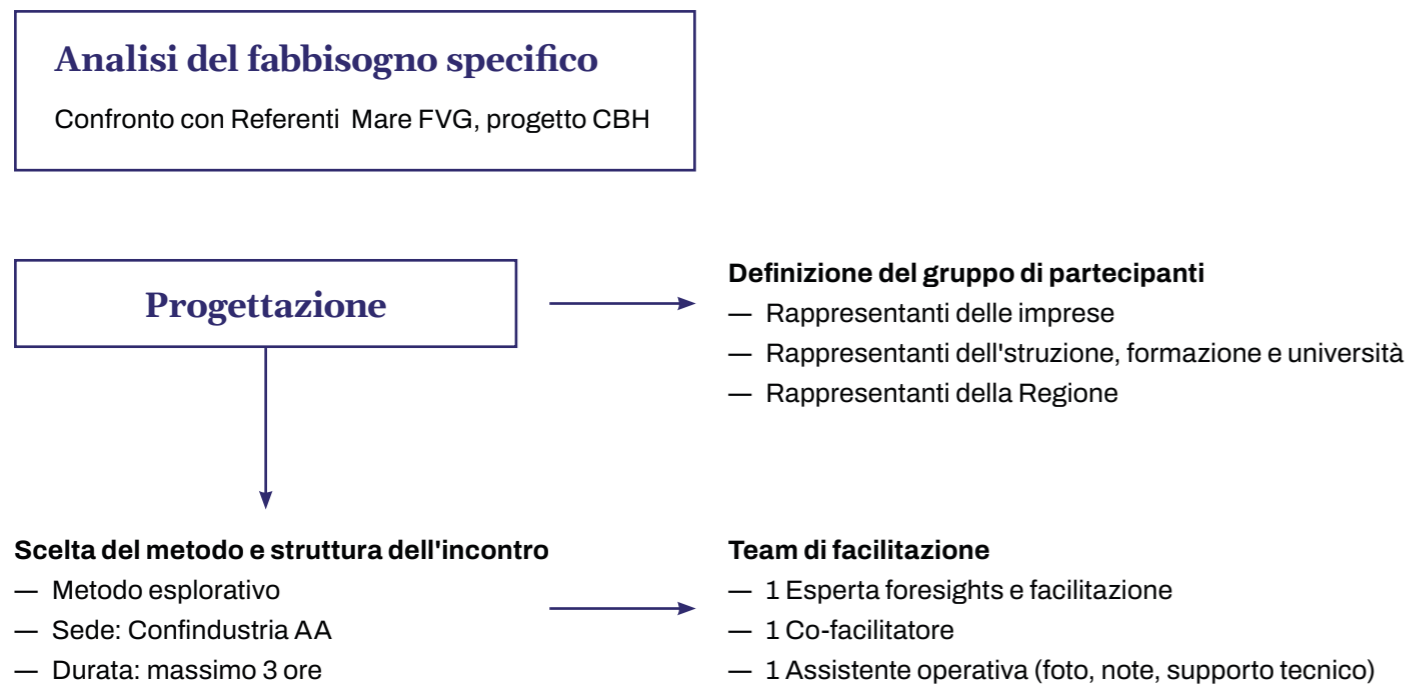 Analisi del fabbisogno specifico
Confronto con Referenti Mare FVG, progetto CBH
Progettazione
Definizione del gruppo di partecipanti
— Rappresentanti delle imprese
— Rappresentanti dell'struzione, formazione e università
— Rappresentanti della Regione
Scelta del metodo e struttura dell'incontro
— Metodo esplorativo
— Sede: Confindustria AA
— Durata: massimo 3 ore
Team di facilitazione
— 1 Esperta foresights e facilitazione
— 1 Co-facilitatore
— 1 Assistente operativa (foto, note, supporto tecnico)